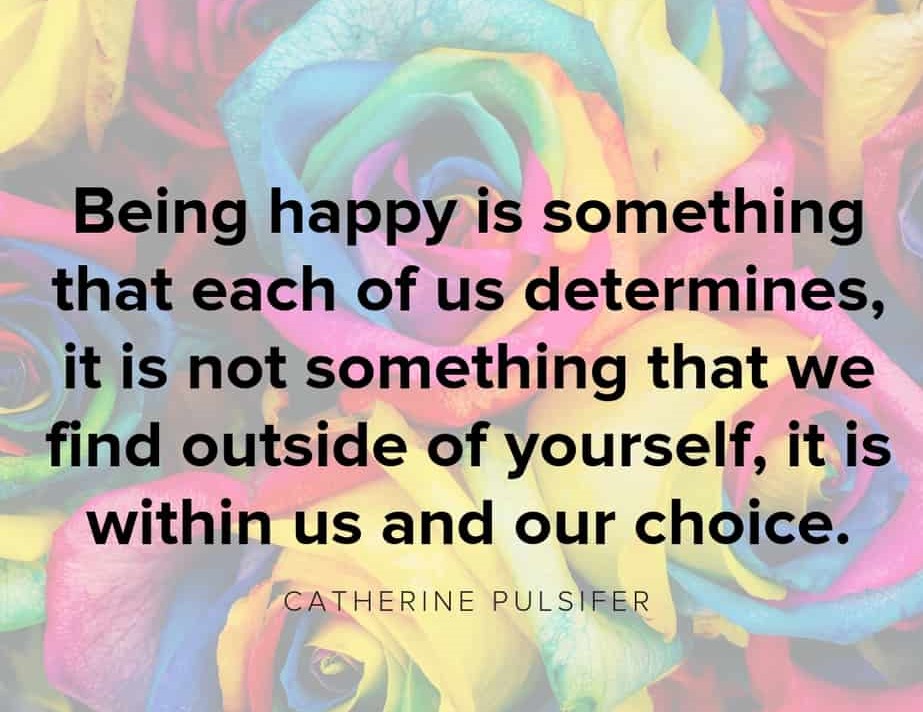 Being happy is something
that each of us determines,
it is not something that we
find outside of yourself, it is
within us and our choice.
CATHERINE PULSIFER